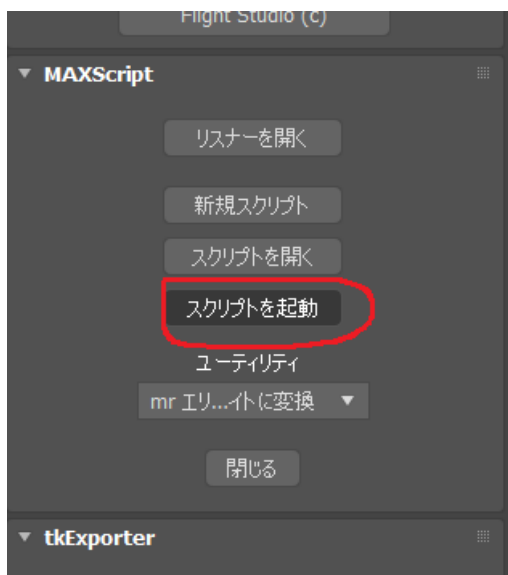 Flight Studio (c)
MAXScript
リスナーを開く
新規スクリプト
スクリプトを開く
スクリプトを起動
ユーティリティ
mr エリ...イトに変換
閉じる
tkExporter